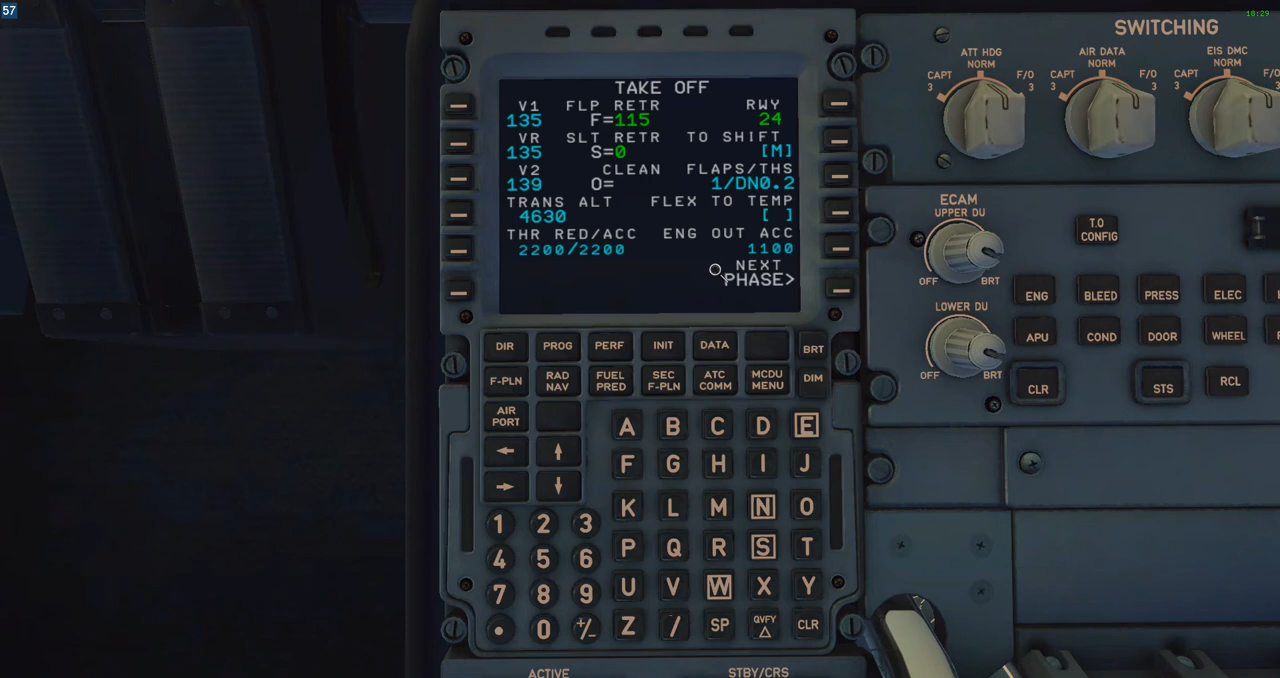 57
18:29
SWITCHING
ATT HDG
NORM
CAPT
3
F/O
3
AIR DATA
NORM
CAPT
3
F/O
3
EIS DMC
NORM
CAPT
3
F/O
3
TAKE OFF
V1 FLP RETR RWY
135 F=115 24
VR SLT RETR TO SHIFT
135 S=0 [M]
V2 CLEAN FLAPS/THS
139 O= 1/DN0.2
TRANS ALT FLEX TO TEMP
4630 [ ]
THR RED/ACC ENG OUT ACC
2200/2200 1100
NEXT
PHASE>
ECAM
UPPER DU
OFF BRT
T.O
CONFIG
LOWER DU
OFF BRT
ENG BLEED PRESS ELEC
APU COND DOOR WHEEL
CLR STS RCL
DIR PROG PERF INIT DATA BRT
F-PLN RAD
NAV FUEL
PRED SEC
F-PLN ATC
COMM MCDU
MENU DIM
AIR
PORT
← ↑
→ ↓
A B C D E
F G H I J
K L M N O
P Q R S T
U V W X Y
Z / SP OVFY
△ CLR
1 2 3
4 5 6
7 8 9
. 0 +/-
ACTIVE STBY/CRS